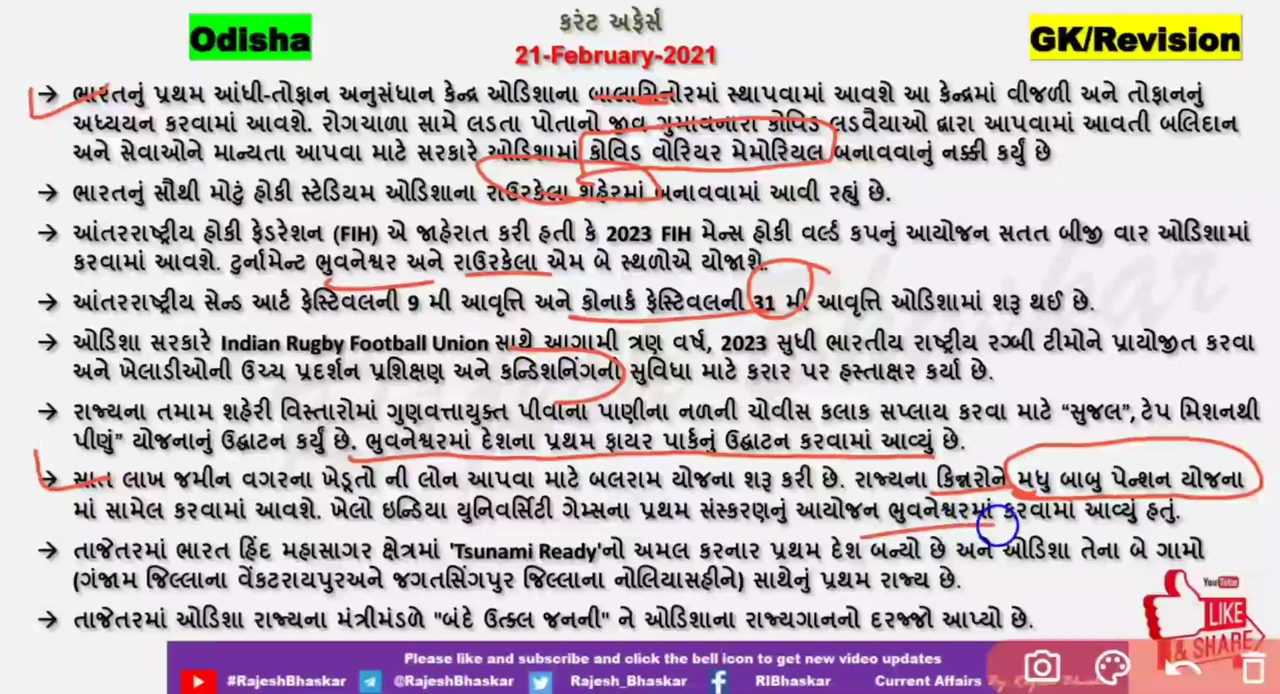 કરંટ અફેર્સ
Odisha
21-February-2021
GK/Revision
→ ભારતનું પ્રથમ આંધી-તોફાન અનુસંધાન કેન્દ્ર ઓડિશાના સ્થાપવામાં આવશે આ કેન્દ્રમાં વીજળી અને તોફાનનું
અધ્યયન કરવામાં આવશે. રોગચાળા સામે લડતા પોતાનો જીવ ગુમાવનારા કોવિડ લડવૈયાઓ દ્વારા આપવામાં આવતી બલિદાન
અને સેવાઓને માન્યતા આપવા માટે સરકારે ઓડિશામાં કોવિડ વોરિયર મેમોરિયલ બનાવવાનું નક્કી કર્યું છે
→ ભારતનું સૌથી મોટું હોકી સ્ટેડિયમ ઓડિશાના રાઉરકેલા શહેરમાં બનાવવામાં આવી રહ્યું છે.
→ આંતરરાષ્ટ્રીય હોકી ફેડરેશન (FIH) એ જાહેરાત કરી હતી કે 2023 FIH મેન્સ હોકી વર્લ્ડ કપનું આયોજન સતત બીજી વાર ઓડિશામાં
કરવામાં આવશે. ટુર્નામેન્ટ ભુવનેશ્વર અને રાઉરકેલા એમ બે સ્થળોએ યોજાશે.
→ આંતરરાષ્ટ્રીય સેન્ડ આર્ટ ફેસ્ટિવલની 9 મી આવૃત્તિ અને કોનાર્ક ફેસ્ટિવલની 31 મી આવૃત્તિ ઓડિશામાં શરૂ થઈ છે.
→ ઓડિશા સરકારે Indian Rugby Football Union સાથે આગામી ત્રણ વર્ષ, 2023 સુધી ભારતીય રાષ્ટ્રીય રગ્બી ટીમોને પ્રાયોજીત કરવા
અને ખેલાડીઓની ઉચ્ચ પ્રદર્શન પ્રશિક્ષણ અને કન્ડિશનિંગની સુવિધા માટે કરાર પર હસ્તાક્ષર કર્યા છે.
→ રાજ્યના તમામ શહેરી વિસ્તારોમાં ગુણવત્તાયુક્ત પીવાના પાણીના નળની ચોવીસ કલાક સપ્લાય કરવા માટે “સુજલ”, ટેપ મિશનથી
પીણું" યોજનાનું ઉદ્ઘાટન કર્યું છે. ભુવનેશ્વરમાં દેશના પ્રથમ ફાયર પાર્કનું ઉદ્ઘાટન કરવામાં આવ્યું છે.
→ સાત લાખ જમીન વગરના ખેડૂતો ની લોન આપવા માટે બલરામ યોજના શરૂ કરી છે. રાજ્યના કિન્નરોને મધુ બાબુ પેન્શન યોજના
માં સામેલ કરવામાં આવશે. ખેલો ઇન્ડિયા યુનિવર્સિટી ગેમ્સના પ્રથમ સંસ્કરણનું આયોજન ભુવનેશ્વરમાં કરવામાં આવ્યું હતું.
→ તાજેતરમાં ભારત હિંદ મહાસાગર ક્ષેત્રમાં 'Tsunami Ready'નો અમલ કરનાર પ્રથમ દેશ બન્યો છે અને ઓડિશા તેના બે ગામો
(ગંજામ જિલ્લાના વેંકટરાયપુરઅને જગતસિંગપુર જિલ્લાના નોલિયાસહીને) સાથેનું પ્રથમ રાજ્ય છે.
→ તાજેતરમાં ઓડિશા રાજ્યના મંત્રીમંડળે "બંદે ઉત્કલ જનની" ને ઓડિશાના રાજ્યગાનનો દરજ્જો આપ્યો છે.
YouTube
LIKE
& SHARE
Please like and subscribe and click the bell icon to get new video updates
#RajeshBhaskar @RajeshBhaskar Rajesh_Bhaskar RIBhaskar Current Affairs By